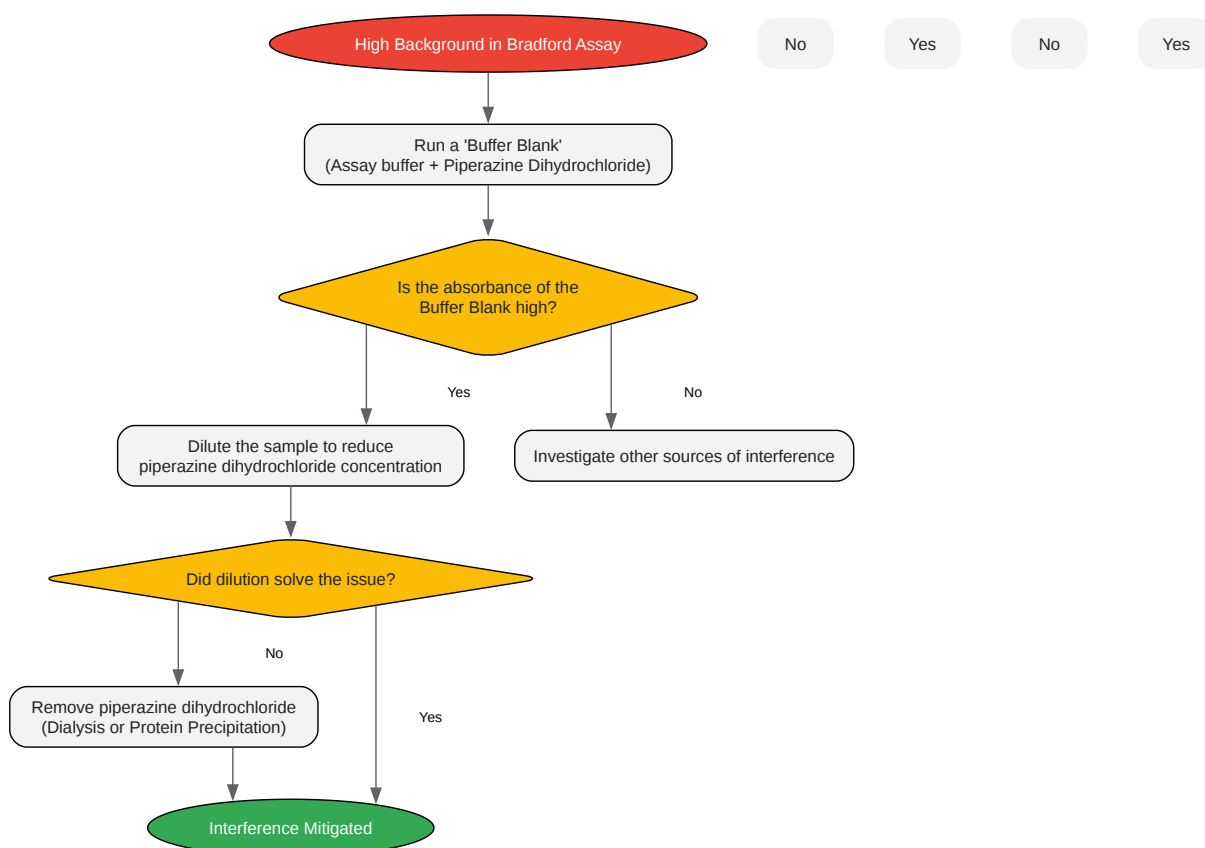 High Background in Bradford Assay
No
Yes
No
Yes
Run a 'Buffer Blank'
(Assay buffer + Piperazine Dihydrochloride)
Is the absorbance of the
Buffer Blank high?
Yes
No
Dilute the sample to reduce
piperazine dihydrochloride concentration
Investigate other sources of interference
Did dilution solve the issue?
No
Remove piperazine dihydrochloride
(Dialysis or Protein Precipitation)
Yes
Interference Mitigated